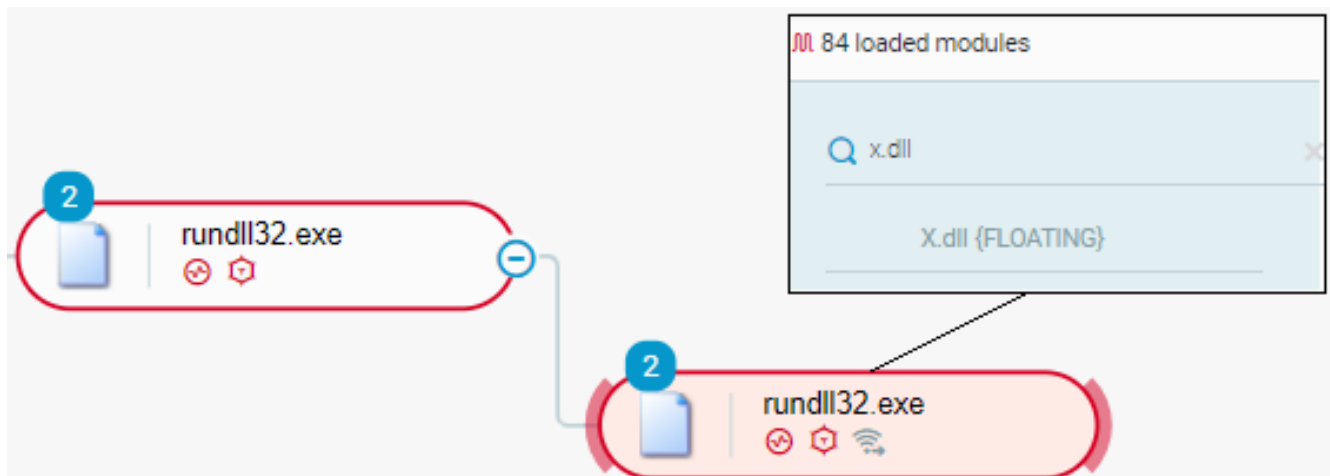 84 loaded modules
x.dll
X.dll {FLOATING}
2
rundll32.exe
2
rundll32.exe